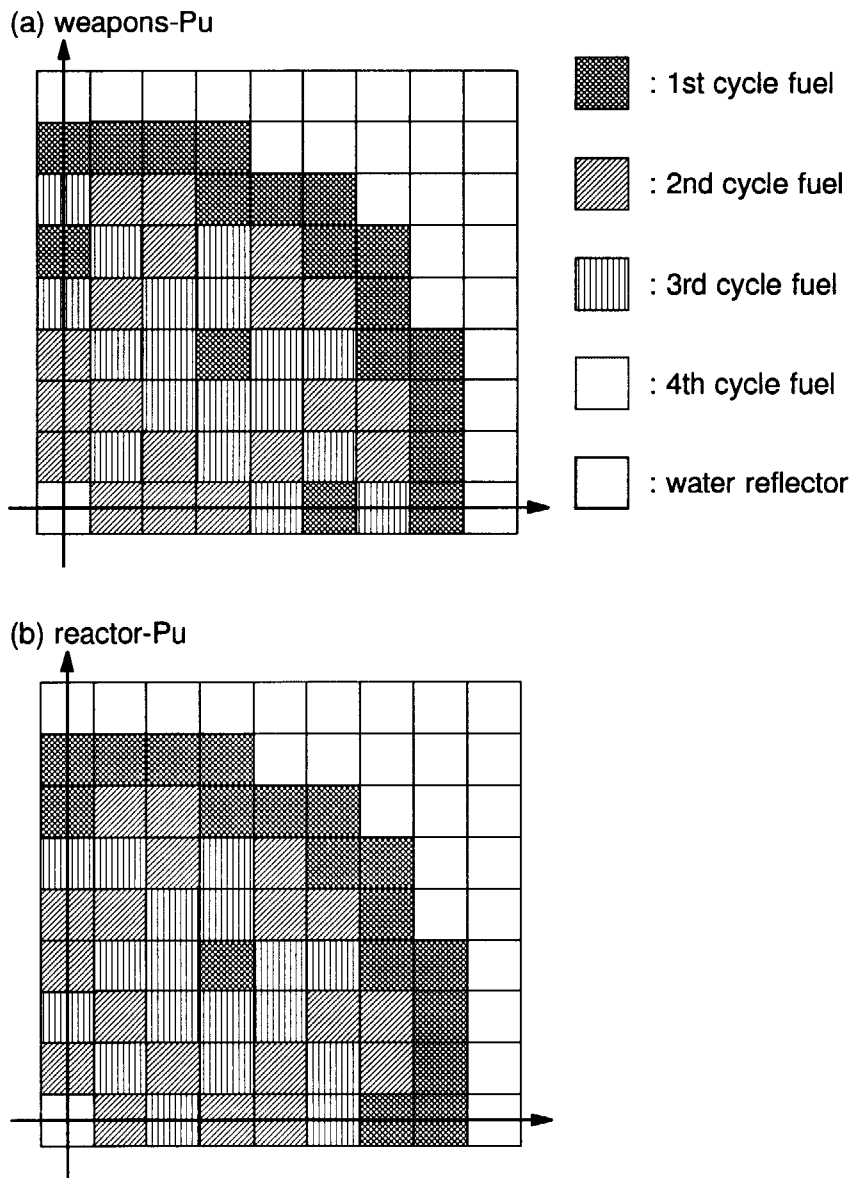 (a) weapons-Pu
: 1st cycle fuel
: 2nd cycle fuel
: 3rd cycle fuel
: 4th cycle fuel
: water reflector
(b) reactor-Pu